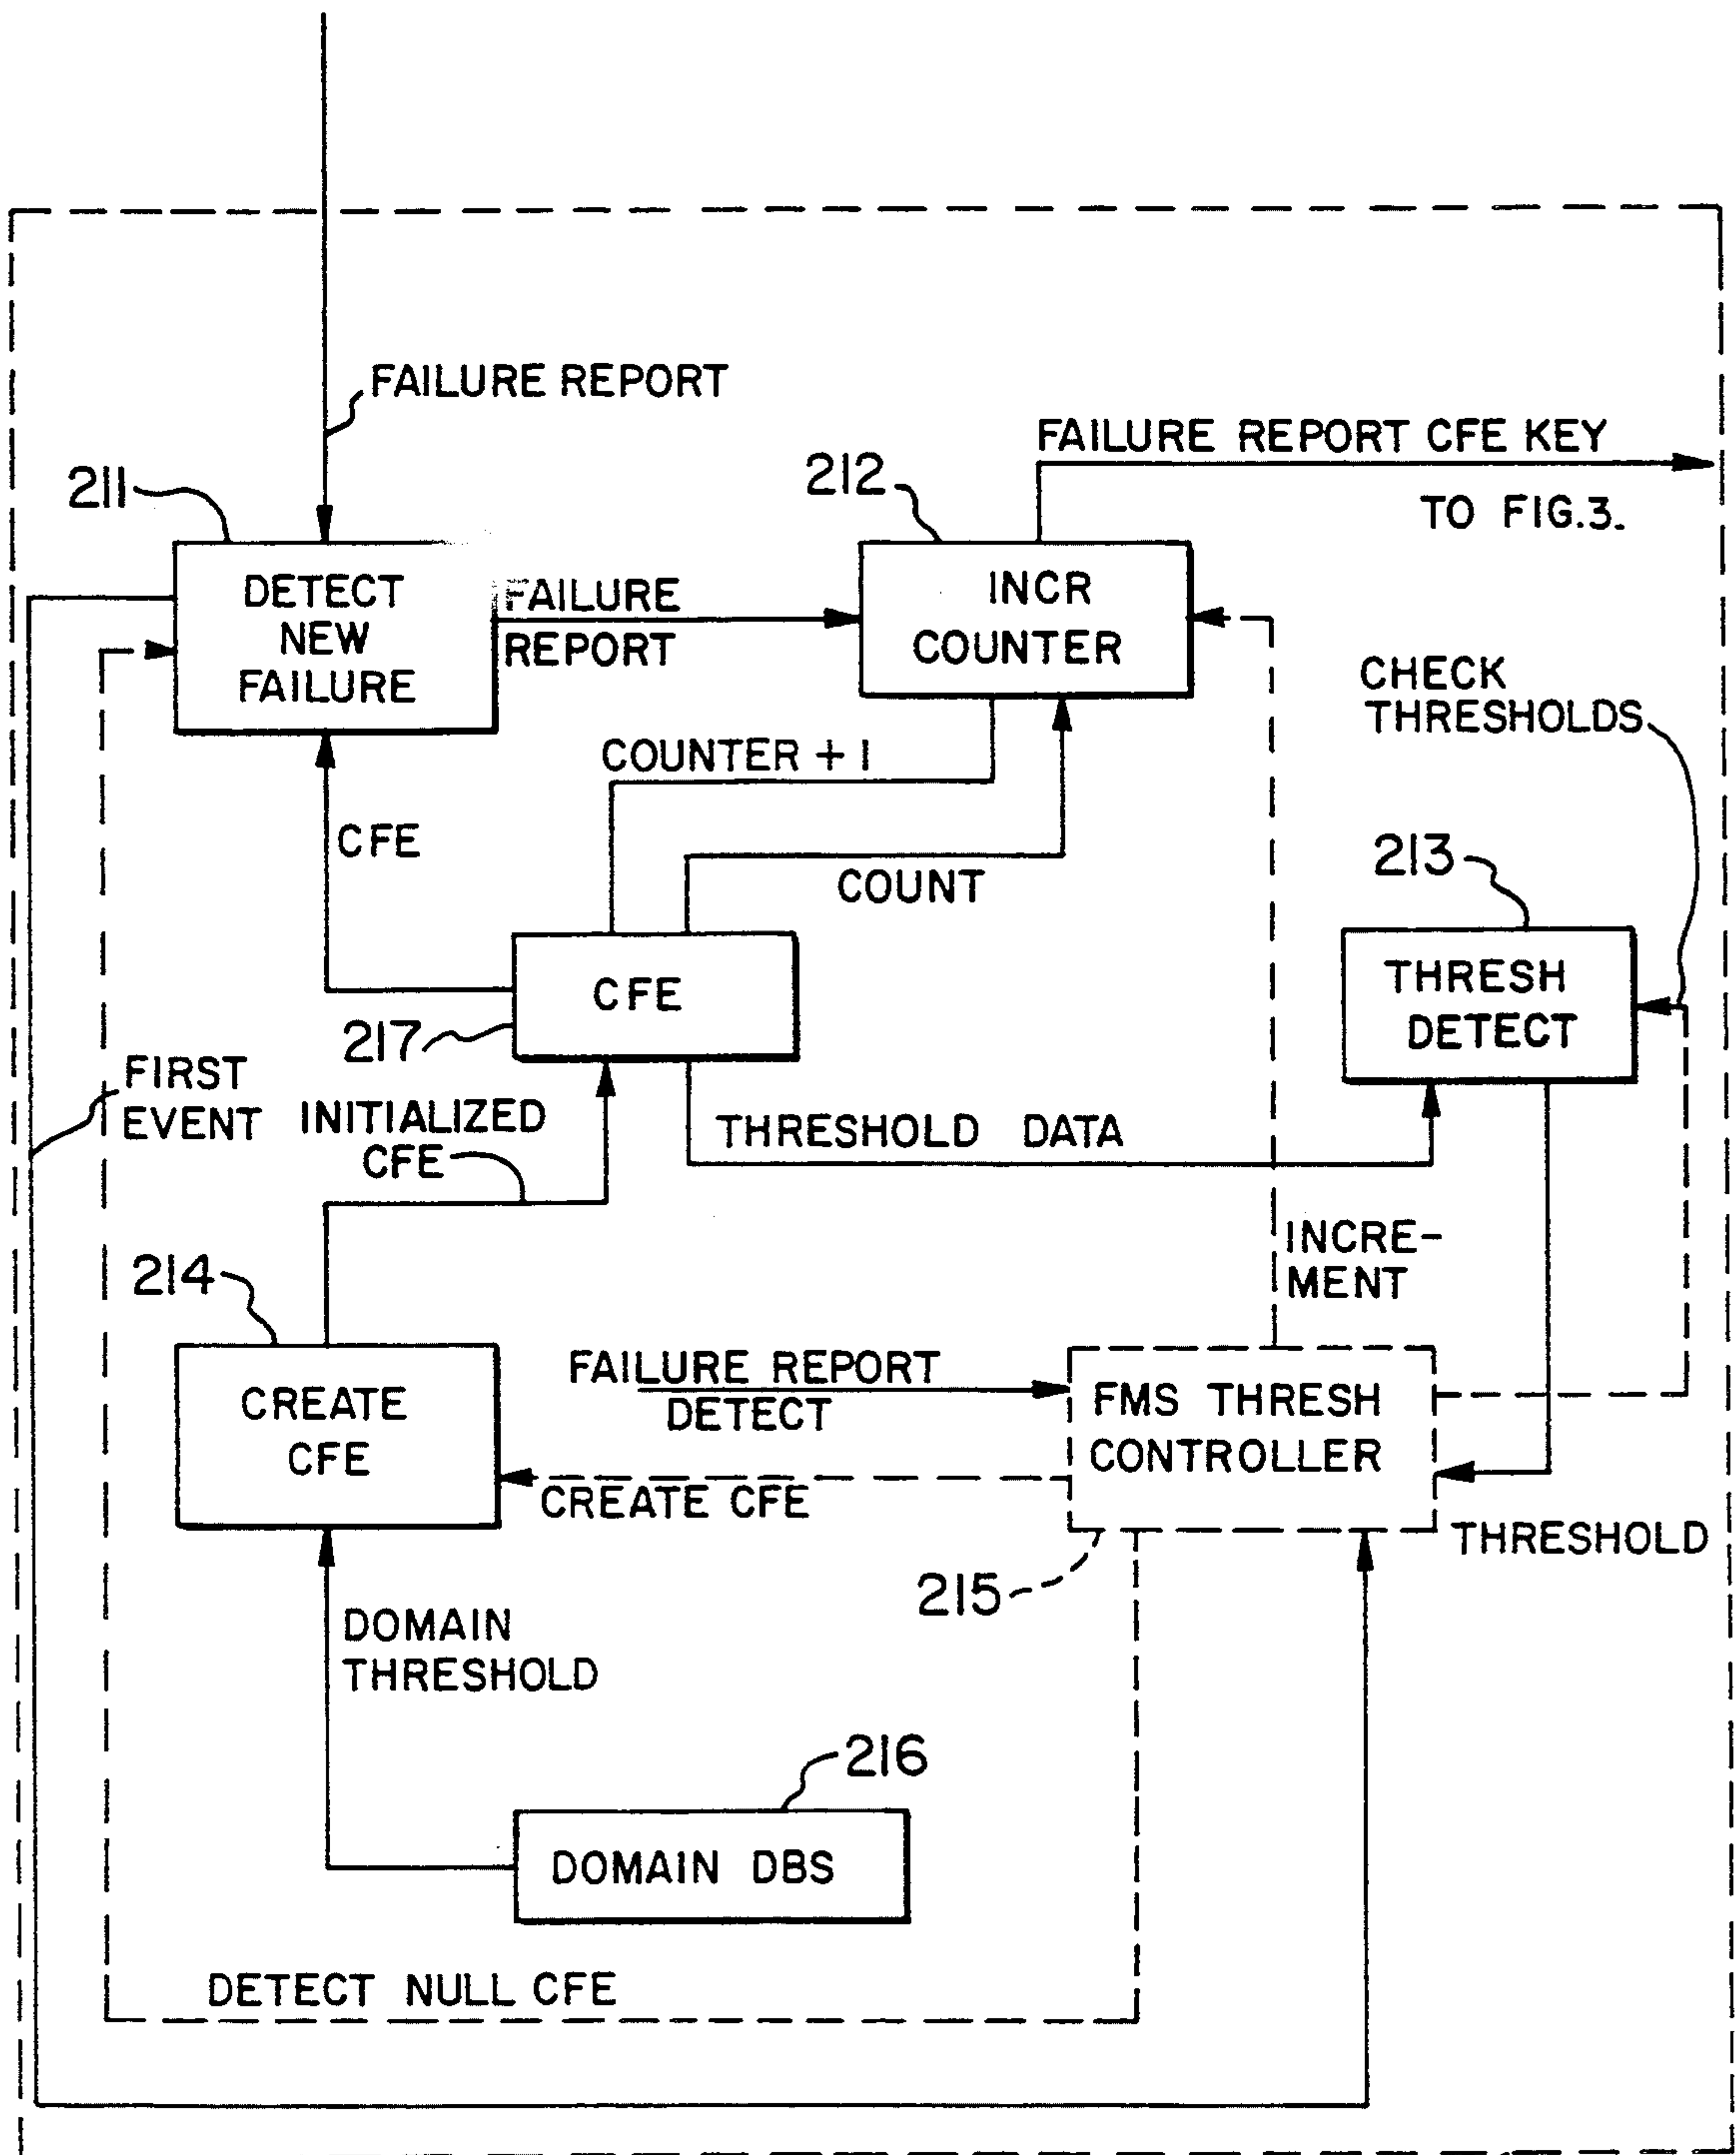 FAILURE REPORT
FAILURE REPORT CFE KEY
TO FIG.3.
211
212
DETECT
NEW
FAILURE
FAILURE
REPORT
INCR
COUNTER
CHECK
THRESHOLDS
COUNTER + 1
CFE
COUNT
213
CFE
217
THRESH
DETECT
FIRST
EVENT
INITIALIZED
CFE
THRESHOLD DATA
INCRE-
MENT
214
CREATE
CFE
FAILURE REPORT
DETECT
FMS THRESH
CONTROLLER
CREATE CFE
THRESHOLD
215
DOMAIN
THRESHOLD
216
DOMAIN DBS
DETECT NULL CFE